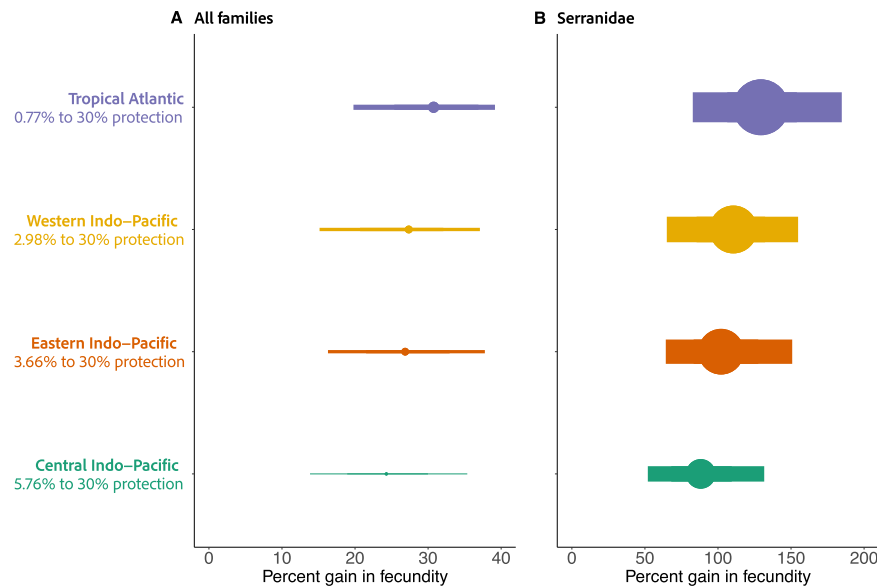 A All families
B Serranidae
Tropical Atlantic
0.77% to 30% protection
Western Indo–Pacific
2.98% to 30% protection
Eastern Indo–Pacific
3.66% to 30% protection
Central Indo–Pacific
5.76% to 30% protection
0 10 20 30 40
Percent gain in fecundity
0 50 100 150 200
Percent gain in fecundity